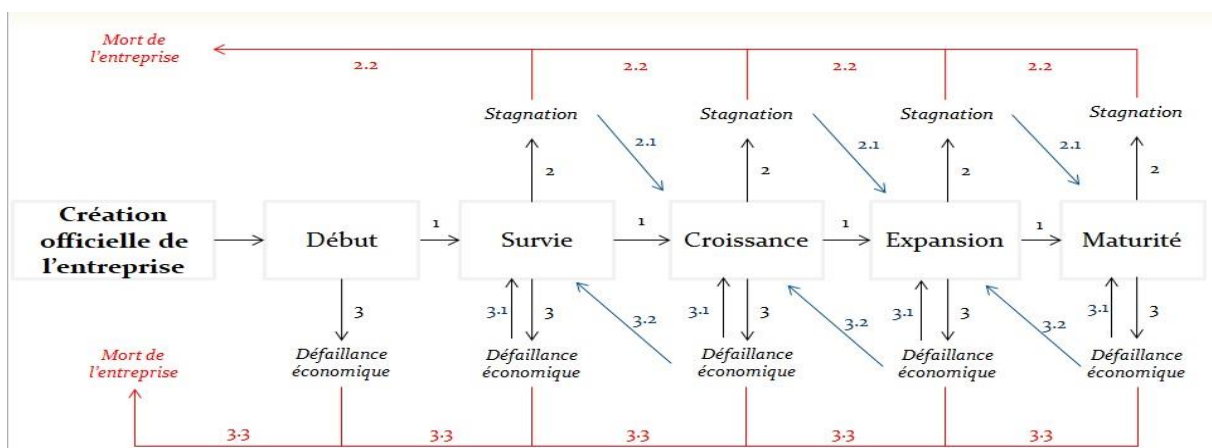 Mort de
l'entreprise
2.2 2.2 2.2 2.2
Stagnation Stagnation Stagnation Stagnation
2.1 2.1 2.1
2 2 2 2
Création
officielle de
l'entreprise
Début Survie Croissance Expansion Maturité
1 1 1 1
3 3.1 3 3.2 3.1 3 3.2 3.1 3 3.2 3.1 3
Mort de
l'entreprise
Défaillance Défaillance Défaillance Défaillance Défaillance
économique économique économique économique économique
3.3 3.3 3.3 3.3 3.3